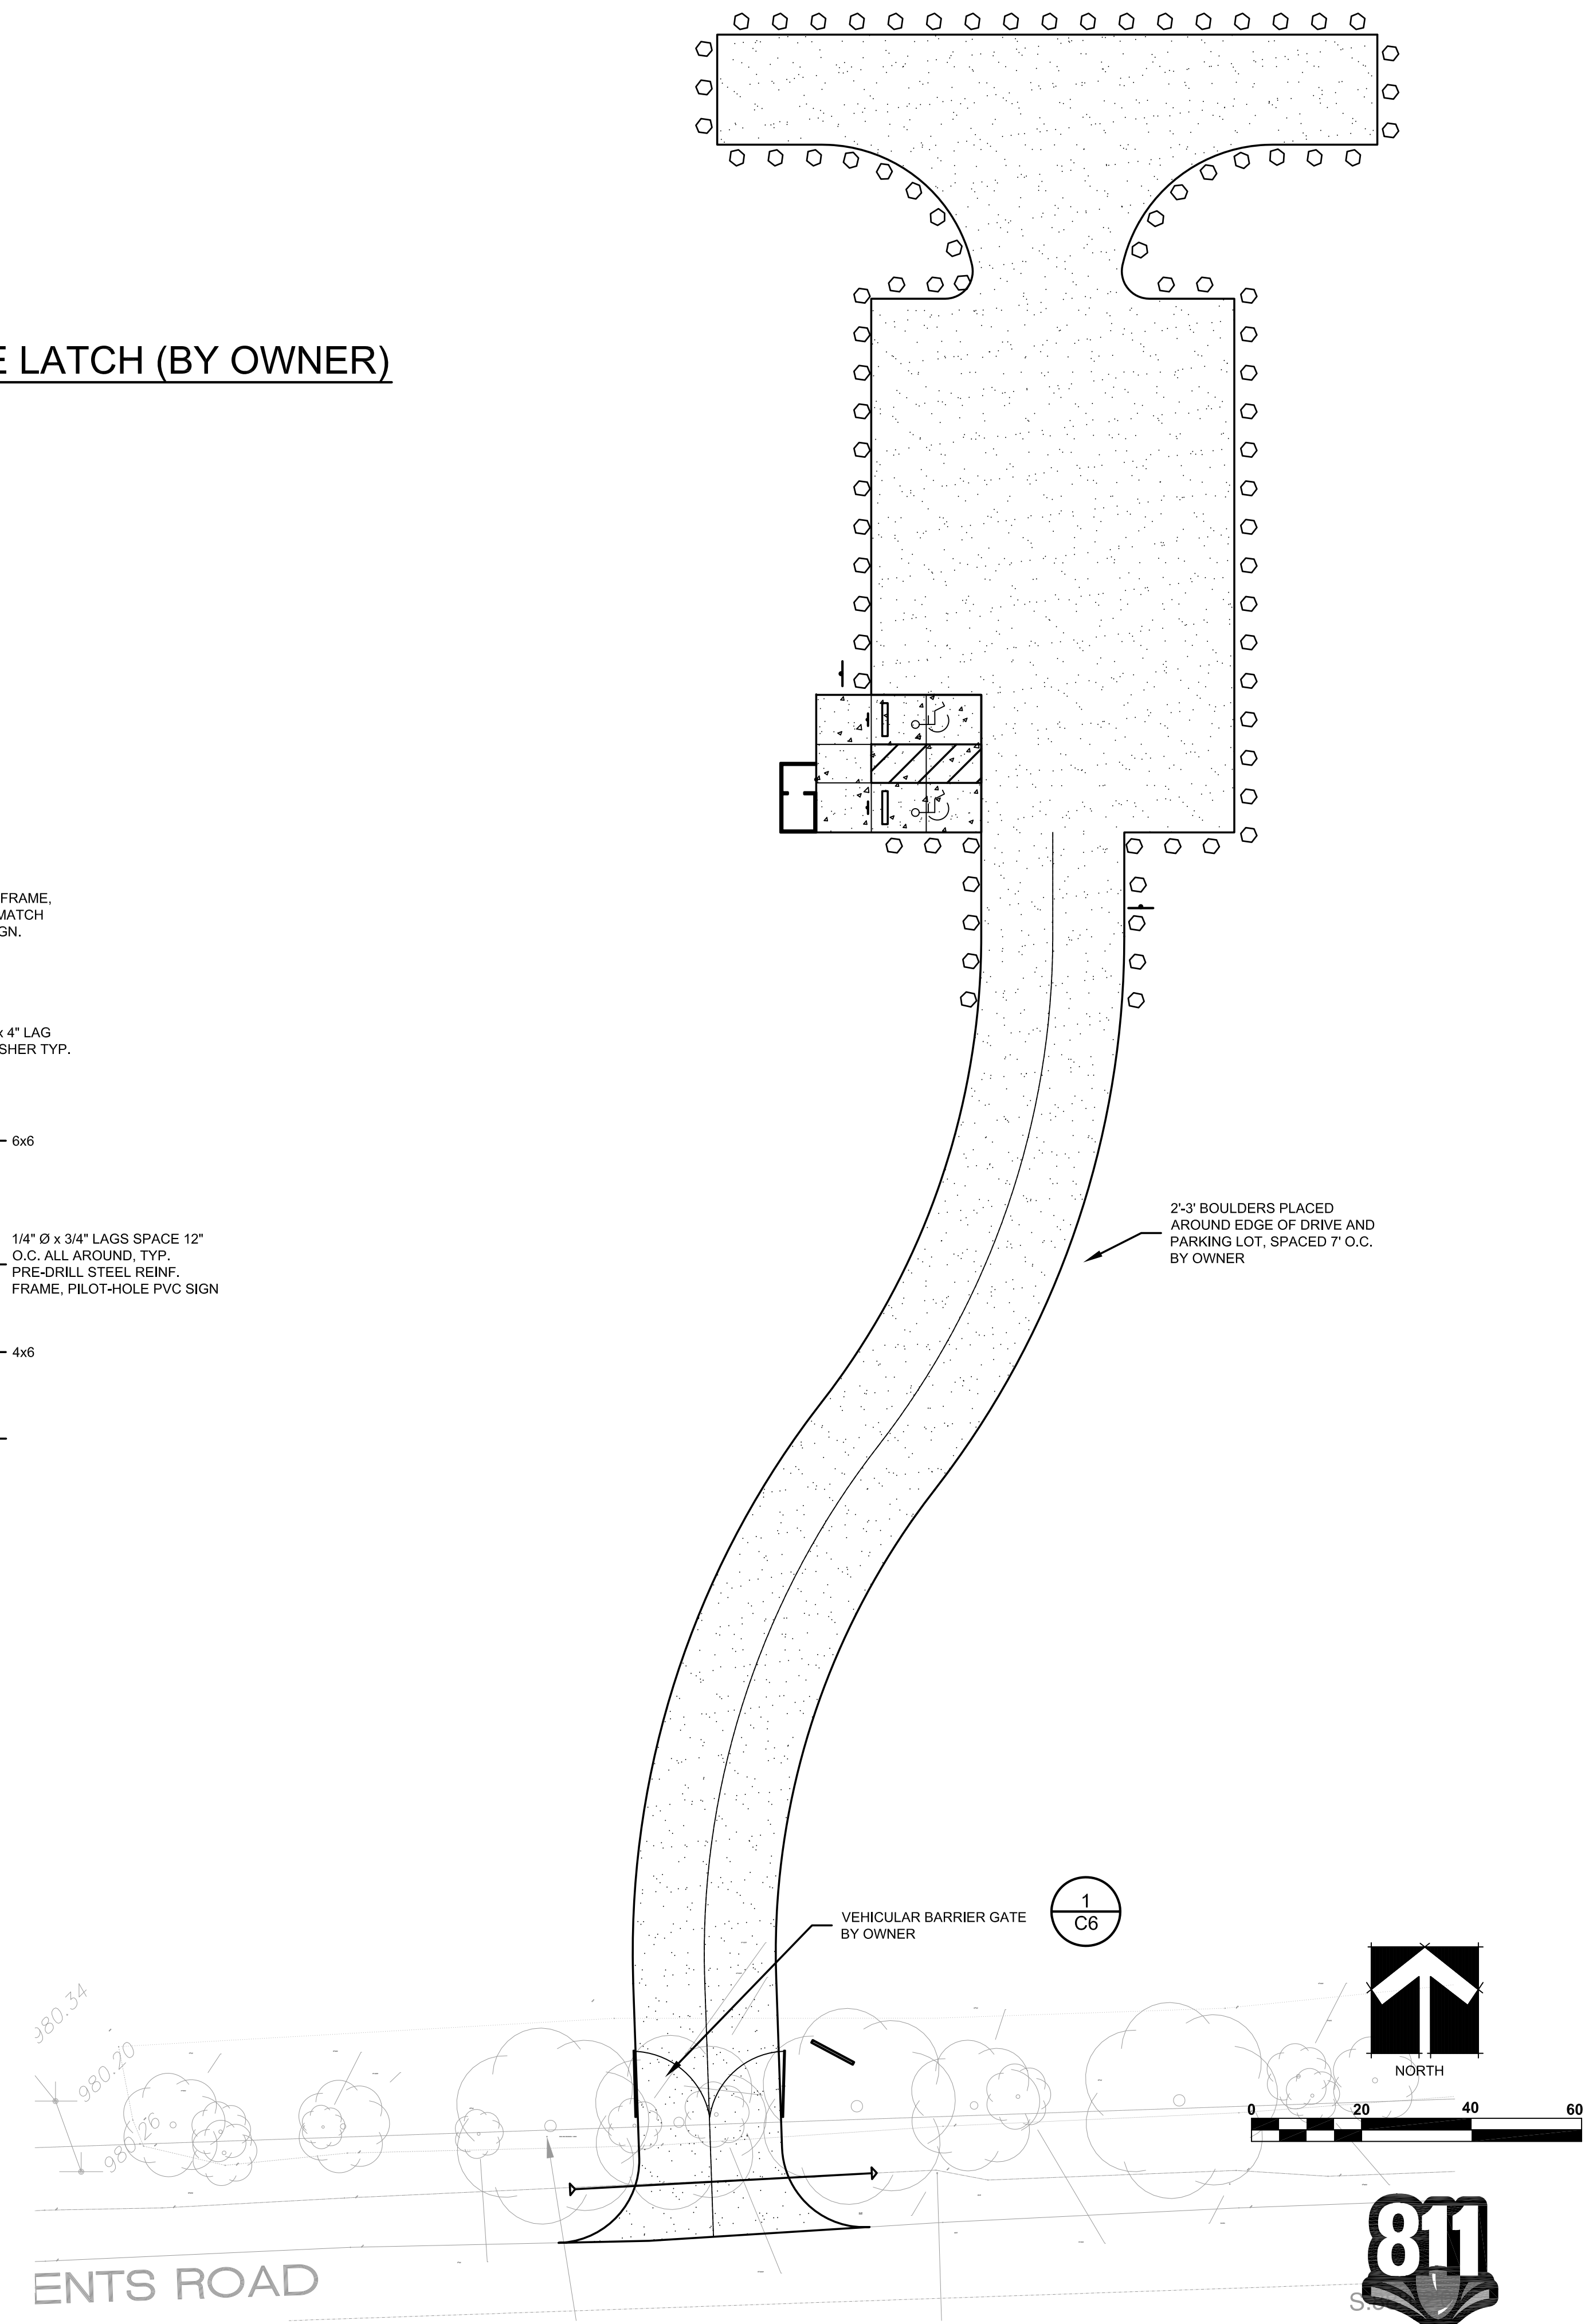 E LATCH (BY OWNER)
FRAME,
MATCH
GN.
x 4" LAG
SHER TYP.
6x6
1/4" Ø x 3/4" LAGS SPACE 12"
O.C. ALL AROUND, TYP.
PRE-DRILL STEEL REINF.
FRAME, PILOT-HOLE PVC SIGN
4x6
2'-3' BOULDERS PLACED
AROUND EDGE OF DRIVE AND
PARKING LOT, SPACED 7' O.C.
BY OWNER
VEHICULAR BARRIER GATE
BY OWNER
1
C6
980.34
980.20
980.26
NORTH
0 20 40 60
ENTS ROAD
811